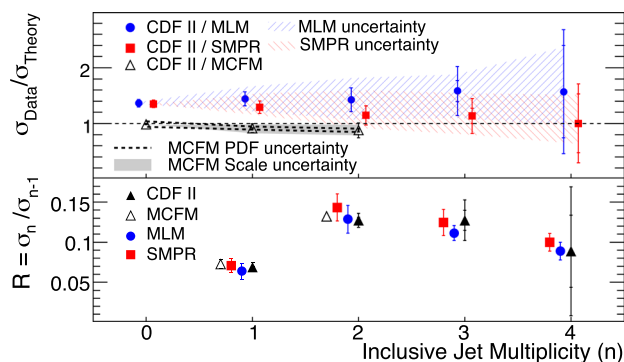 σData/σTheory
2
1
CDF II / MLM
CDF II / SMPR
CDF II / MCFM
MLM uncertainty
SMPR uncertainty
MCFM PDF uncertainty
MCFM Scale uncertainty
R = σn/σn-1
0.15
0.1
0.05
CDF II
MCFM
MLM
SMPR
0 1 2 3 4
Inclusive Jet Multiplicity (n)